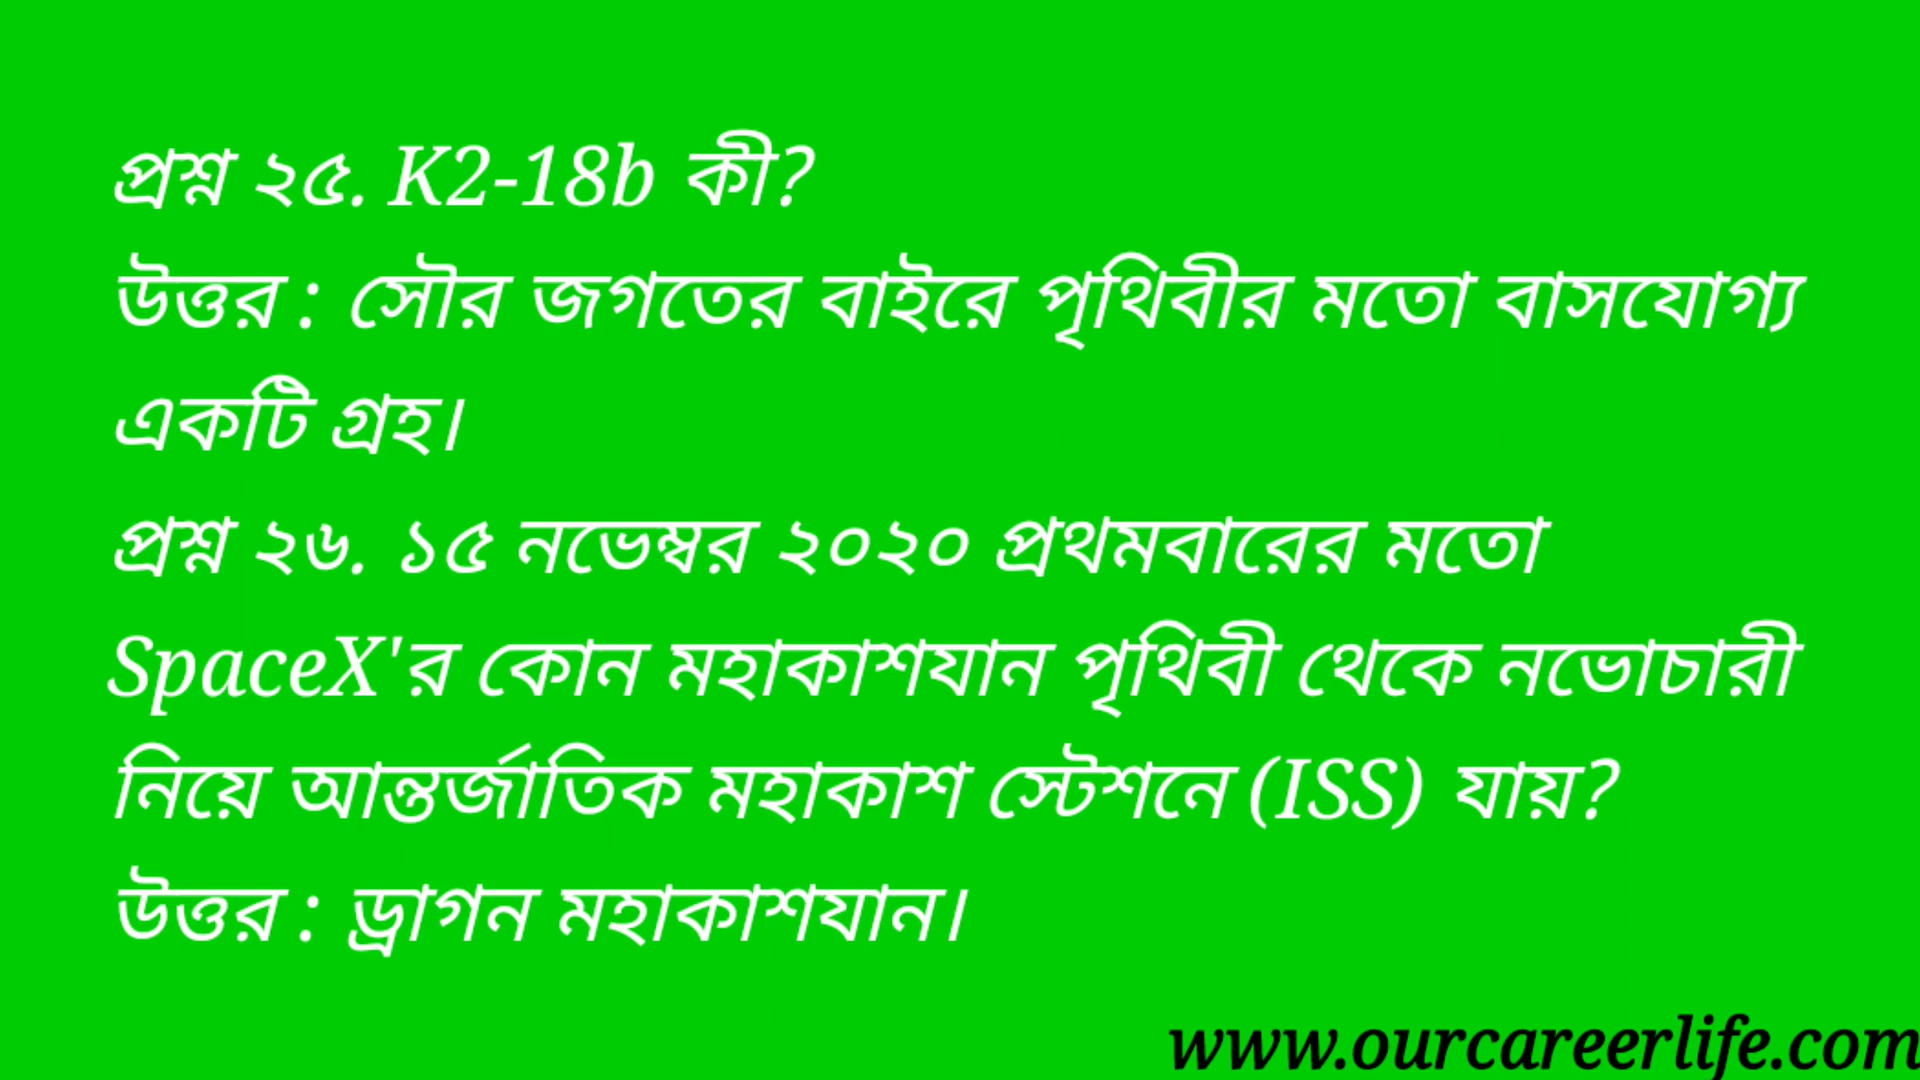 প্রশ্ন ২৫. K2-18b কী?
উত্তর : সৌর জগতের বাইরে পৃথিবীর মতো বাসযোগ্য
একটি গ্রহ।
প্রশ্ন ২৬. ১৫ নভেম্বর ২০২০ প্রথমবারের মতো
SpaceX'র কোন মহাকাশযান পৃথিবী থেকে নভোচারী
নিয়ে আন্তর্জাতিক মহাকাশ স্টেশনে (ISS) যায়?
উত্তর : ড্রাগন মহাকাশযান।
www.ourcareerlife.com